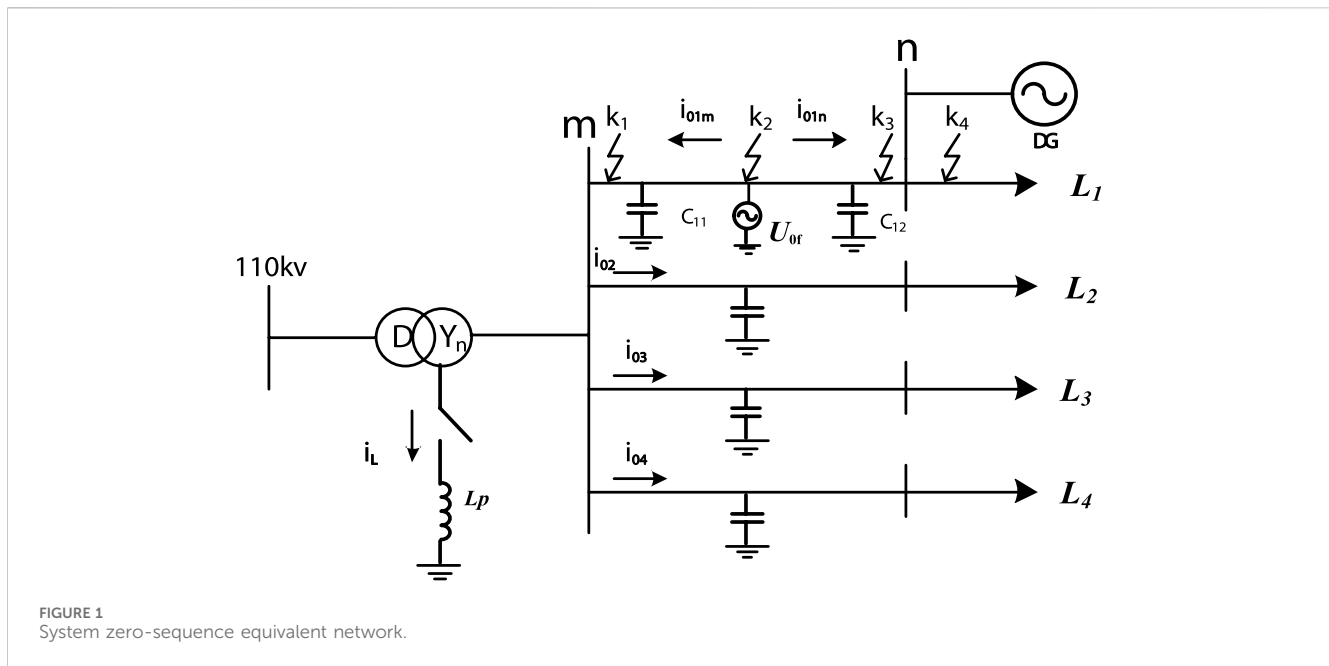 n
DG
m
k1
i01m
k2
i01n
k3
k4
L1
C11
U0f
C12
i02
L2
110kv
D
Yn
i03
L3
iL
Lp
i04
L4
FIGURE 1
System zero-sequence equivalent network.